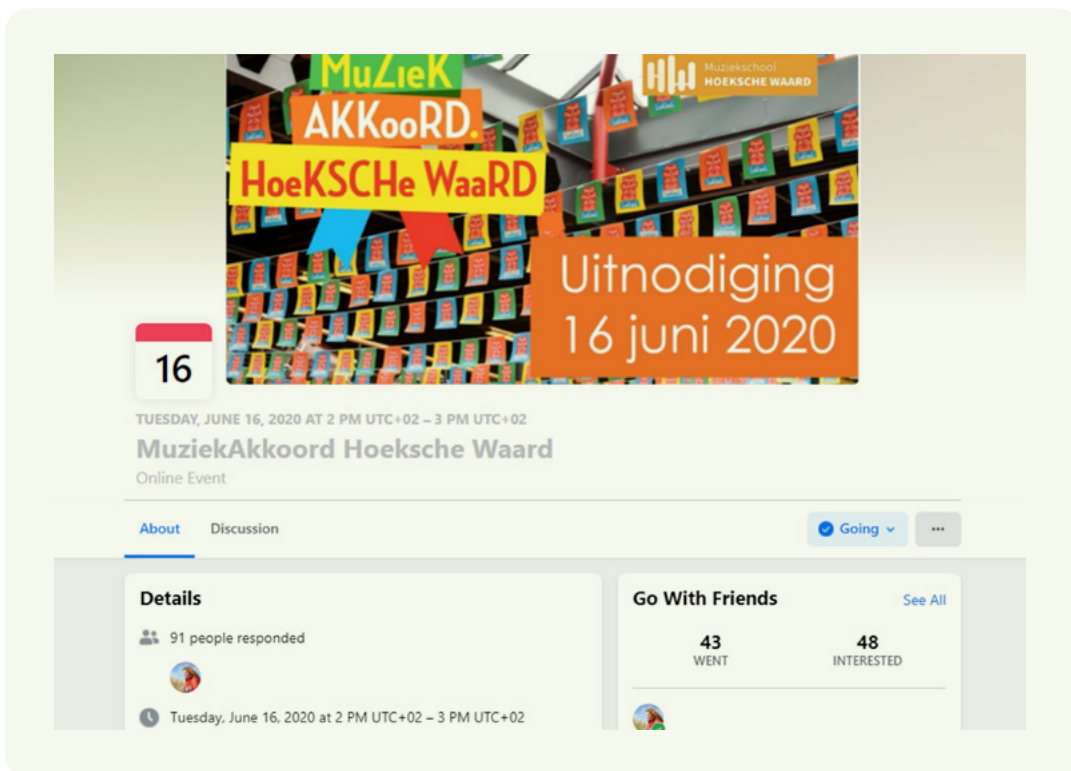 MuZieK
AKKooRD.
HoeKSCHe WaaRD
Muziekschool
HOEKSCHE WAARD
Uitnodiging
16 juni 2020
16
TUESDAY, JUNE 16, 2020 AT 2 PM UTC+02 – 3 PM UTC+02
MuziekAkkoord Hoeksche Waard
Online Event
About Discussion
Going
Details
91 people responded
Tuesday, June 16, 2020 at 2 PM UTC+02 – 3 PM UTC+02
Go With Friends See All
43 48
WENT INTERESTED